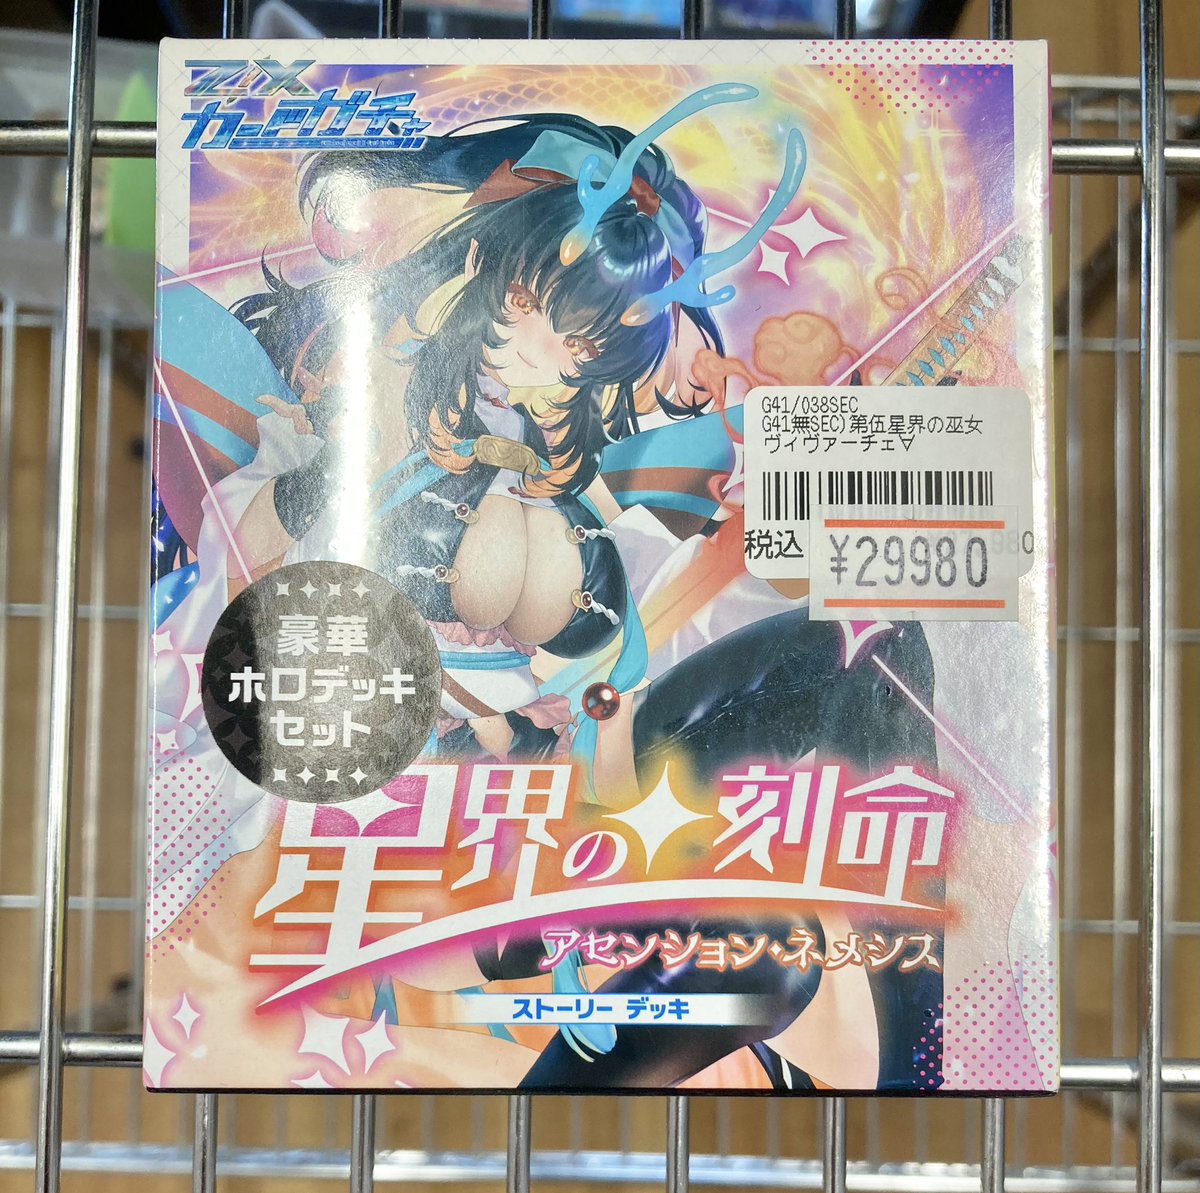 Z/X
カードガチャ
G41/038SEC
G41無SEC)第伍星界の巫女
ヴィヴァーチェ∀
税込
¥29980
豪華
ホロデッキ
セット
星界の刻命
アセンション・ネメシス
ストーリー デッキ